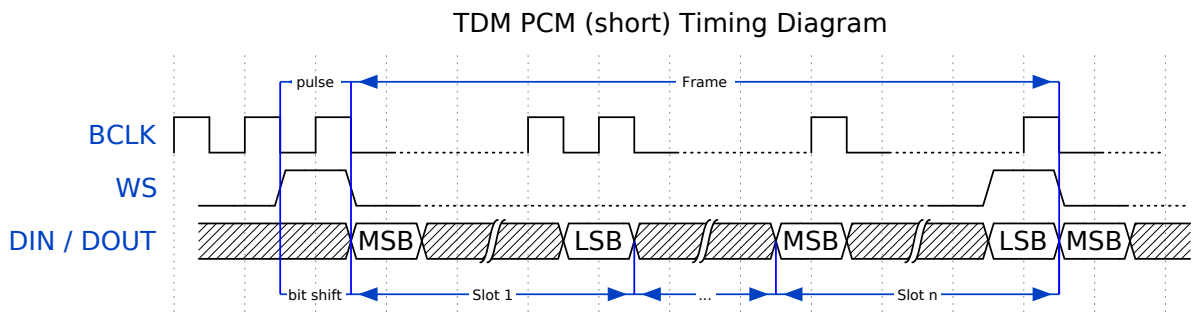 TDM PCM (short) Timing Diagram
pulse Frame
BCLK
WS
DIN / DOUT MSB LSB MSB LSB MSB
bit shift Slot 1 ... Slot n